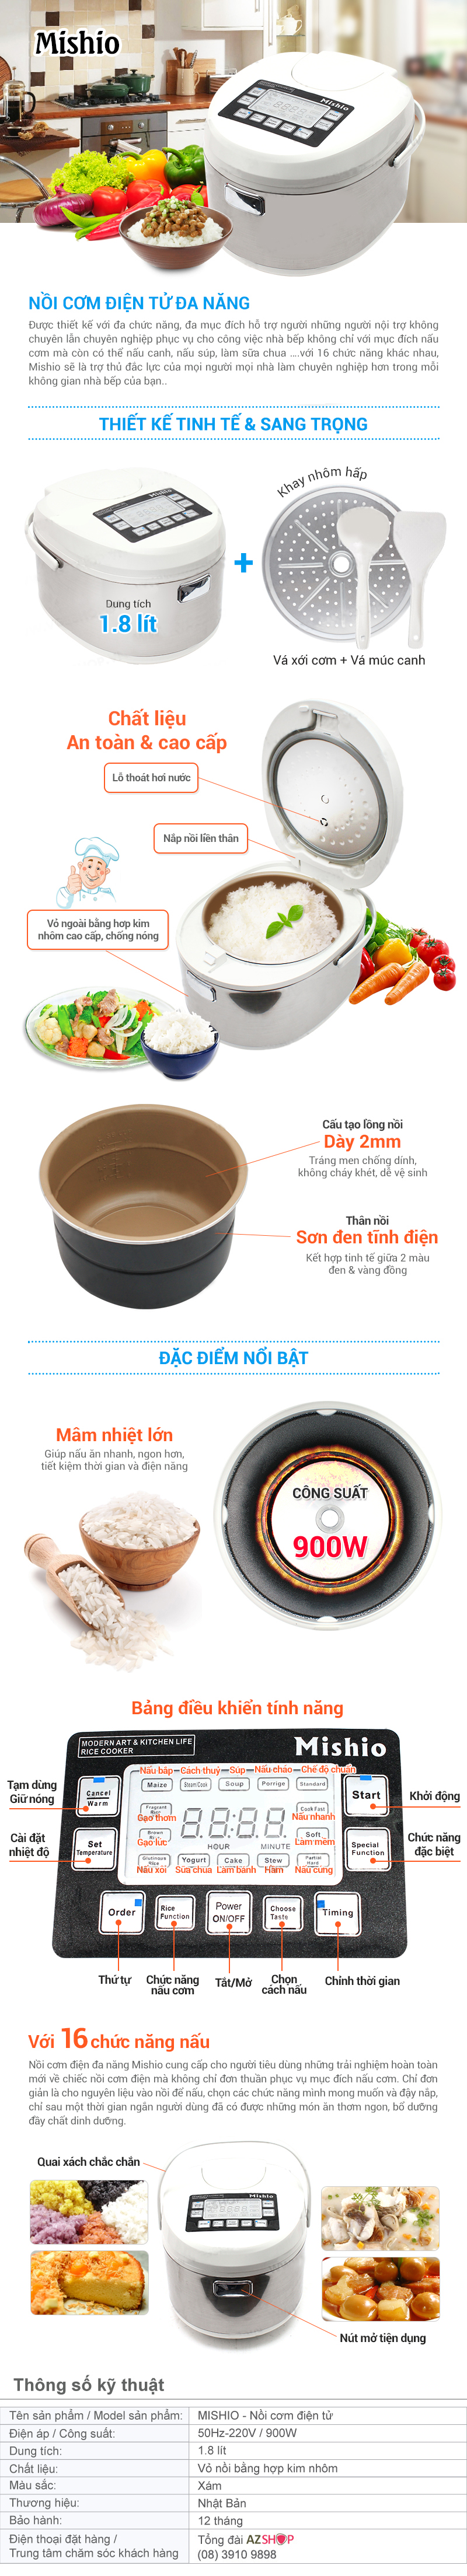 Mishio
Mishio
NỒI CƠM ĐIỆN TỬ ĐA NĂNG
Được thiết kế với đa chức năng, đa mục đích hỗ trợ người những người nội trợ không
chuyên lẫn chuyên nghiệp phục vụ cho công việc nhà bếp không chỉ với mục đích nấu
cơm mà còn có thể nấu canh, nấu súp, làm sữa chua ....với 16 chức năng khác nhau,
Mishio sẽ là trợ thủ đắc lực của mọi người mọi nhà làm chuyên nghiệp hơn trong mỗi
không gian nhà bếp của bạn..
THIẾT KẾ TINH TẾ & SANG TRỌNG
Khay nhôm hấp
Mishio
Dung tích
1.8 lít
+
Vá xới cơm + Vá múc canh
Chất liệu
An toàn & cao cấp
Lỗ thoát hơi nước
Nắp nồi liền thân
Vỏ ngoài bằng hợp kim
nhôm cao cấp, chống nóng
Cấu tạo lồng nồi
Dày 2mm
Tráng men chống dính,
không cháy khét, dễ vệ sinh
Thân nồi
Sơn đen tĩnh điện
Kết hợp tinh tế giữa 2 màu
đen & vàng đồng
ĐẶC ĐIỂM NỔI BẬT
Mâm nhiệt lớn
Giúp nấu ăn nhanh, ngon hơn,
tiết kiệm thời gian và điện năng
CÔNG SUẤT
900W
Bảng điều khiển tính năng
MODERN ART & KITCHEN LIFE
RICE COOKER
Mishio
Nấu bắp Cách thuỷ Súp Nấu cháo Chế độ chuẩn
Maize SteamCook Soup Porrige Standard
Tạm dừng
Giữ nóng
Cancel
Warm
Start
Khởi động
Fragrant
Gạo thơm
Cook Fast
Nấu nhanh
Cài đặt
nhiệt độ
Set
Temperature
Brown
Gạo lức
88:88
HOUR MINUTE
Soft
Làm mềm
Special
Function
Chức năng
đặc biệt
Glutinous
Rice
Yogurt Cake Stew
Partial
Hard
Nấu xôi Sữa chua Làm bánh Hầm Nấu cứng
Order
Rice
Function
Power
ON/OFF
Choose
Taste
Timing
Thứ tự
Chức năng
nấu cơm
Tắt/Mở
Chọn
cách nấu
Chỉnh thời gian
Với 16 chức năng nấu
Nồi cơm điện đa năng Mishio cung cấp cho người tiêu dùng những trải nghiệm hoàn toàn
mới về chiếc nồi cơm điện mà không chỉ đơn thuần phục vụ mục đích nấu cơm. Chỉ đơn
giản là cho nguyên liệu vào nồi để nấu, chọn các chức năng mình mong muốn và đậy nắp,
chỉ sau một thời gian ngắn người dùng đã có được những món ăn thơm ngon, bổ dưỡng
đầy chất dinh dưỡng.
Quai xách chắc chắn
Mishio
Nút mở tiện dụng
Thông số kỹ thuật
Tên sản phẩm / Model sản phẩm: MISHIO - Nồi cơm điện tử
Điện áp / Công suất: 50Hz-220V / 900W
Dung tích: 1.8 lít
Chất liệu: Vỏ nồi bằng hợp kim nhôm
Màu sắc: Xám
Thương hiệu: Nhật Bản
Bảo hành: 12 tháng
Điện thoại đặt hàng / Tổng đài AZSHOP
Trung tâm chăm sóc khách hàng (08) 3910 9898